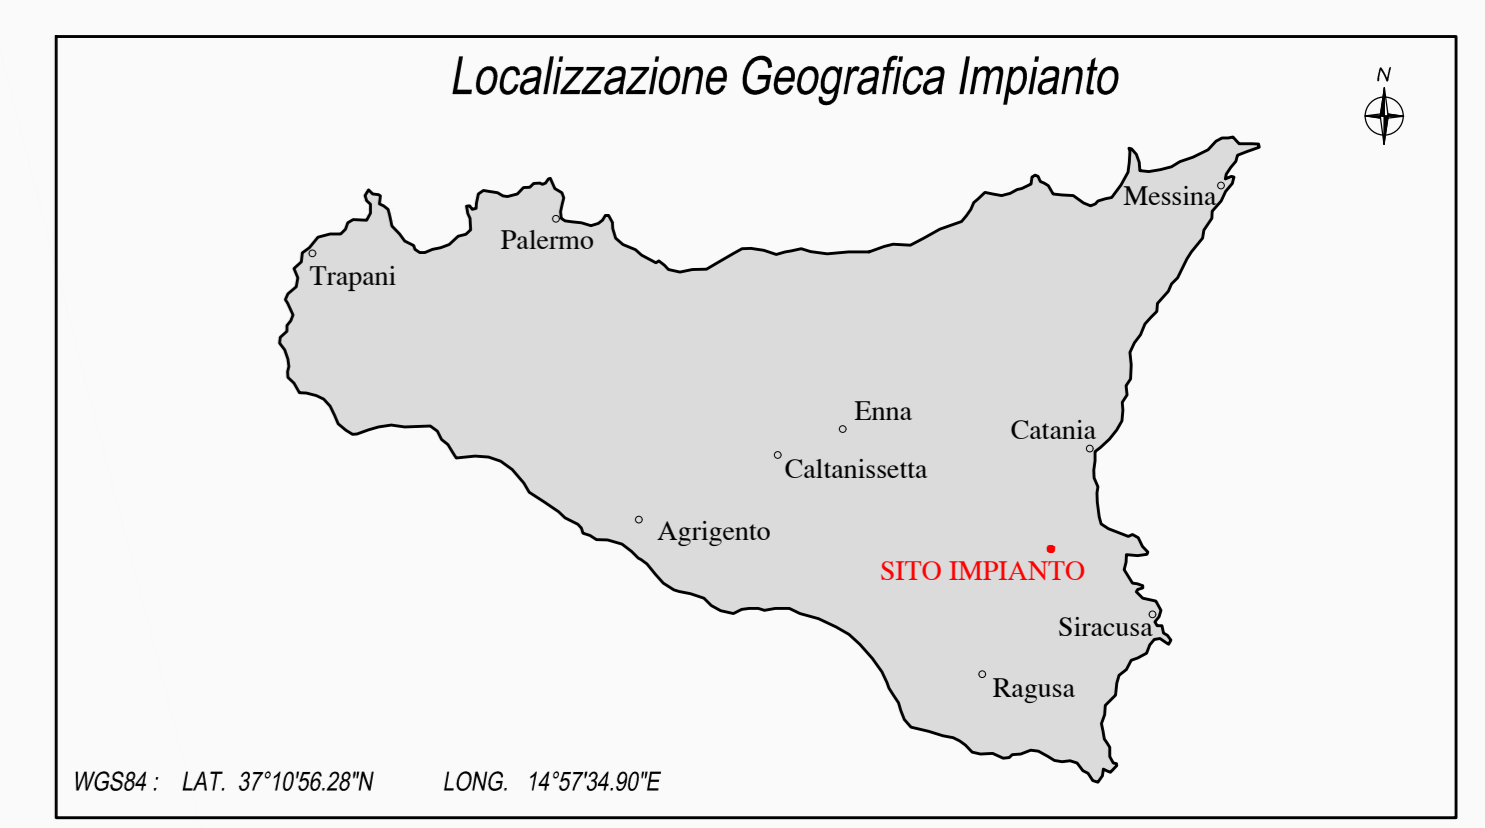 Localizzazione Geografica Impianto
N
Messina
Palermo
Trapani
Enna
Catania
Caltanissetta
Agrigento
SITO IMPIANTO
Siracusa
Ragusa
WGS84 : LAT. 37°10'56.28"N LONG. 14°57'34.90"E